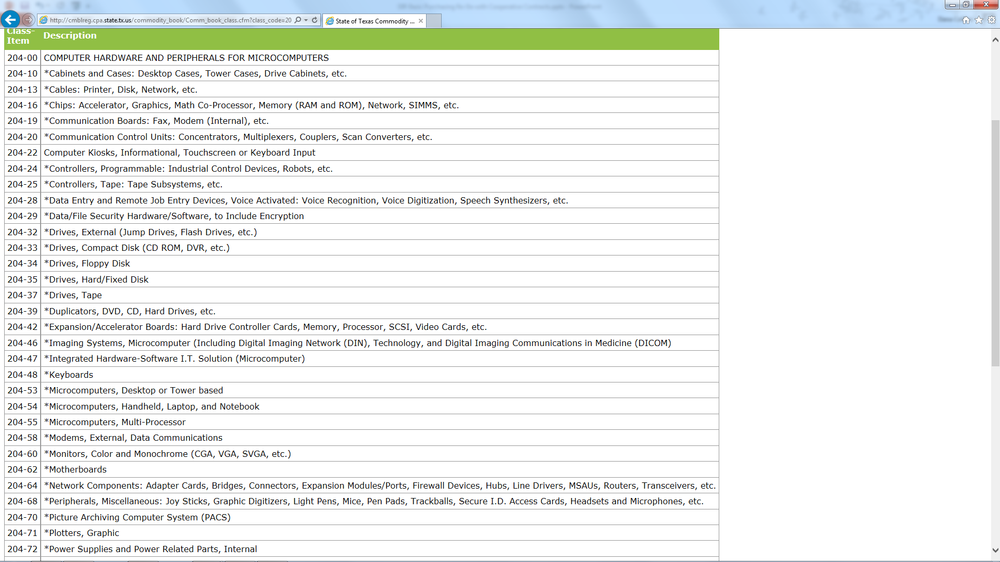 http://cmblreg.cpa.state.tx.us/commodity_book/Comm_book_class.cfm?class_code=20
State of Texas Commodity ...
Class-
Item
Description
204-00 COMPUTER HARDWARE AND PERIPHERALS FOR MICROCOMPUTERS
204-10 *Cabinets and Cases: Desktop Cases, Tower Cases, Drive Cabinets, etc.
204-13 *Cables: Printer, Disk, Network, etc.
204-16 *Chips: Accelerator, Graphics, Math Co-Processor, Memory (RAM and ROM), Network, SIMMS, etc.
204-19 *Communication Boards: Fax, Modem (Internal), etc.
204-20 *Communication Control Units: Concentrators, Multiplexers, Couplers, Scan Converters, etc.
204-22 Computer Kiosks, Informational, Touchscreen or Keyboard Input
204-24 *Controllers, Programmable: Industrial Control Devices, Robots, etc.
204-25 *Controllers, Tape: Tape Subsystems, etc.
204-28 *Data Entry and Remote Job Entry Devices, Voice Activated: Voice Recognition, Voice Digitization, Speech Synthesizers, etc.
204-29 *Data/File Security Hardware/Software, to Include Encryption
204-32 *Drives, External (Jump Drives, Flash Drives, etc.)
204-33 *Drives, Compact Disk (CD ROM, DVR, etc.)
204-34 *Drives, Floppy Disk
204-35 *Drives, Hard/Fixed Disk
204-37 *Drives, Tape
204-39 *Duplicators, DVD, CD, Hard Drives, etc.
204-42 *Expansion/Accelerator Boards: Hard Drive Controller Cards, Memory, Processor, SCSI, Video Cards, etc.
204-46 *Imaging Systems, Microcomputer (Including Digital Imaging Network (DIN), Technology, and Digital Imaging Communications in Medicine (DICOM)
204-47 *Integrated Hardware-Software I.T. Solution (Microcomputer)
204-48 *Keyboards
204-53 *Microcomputers, Desktop or Tower based
204-54 *Microcomputers, Handheld, Laptop, and Notebook
204-55 *Microcomputers, Multi-Processor
204-58 *Modems, External, Data Communications
204-60 *Monitors, Color and Monochrome (CGA, VGA, SVGA, etc.)
204-62 *Motherboards
204-64 *Network Components: Adapter Cards, Bridges, Connectors, Expansion Modules/Ports, Firewall Devices, Hubs, Line Drivers, MSAUs, Routers, Transceivers, etc.
204-68 *Peripherals, Miscellaneous: Joy Sticks, Graphic Digitizers, Light Pens, Mice, Pen Pads, Trackballs, Secure I.D. Access Cards, Headsets and Microphones, etc.
204-70 *Picture Archiving Computer System (PACS)
204-71 *Plotters, Graphic
204-72 *Power Supplies and Power Related Parts, Internal